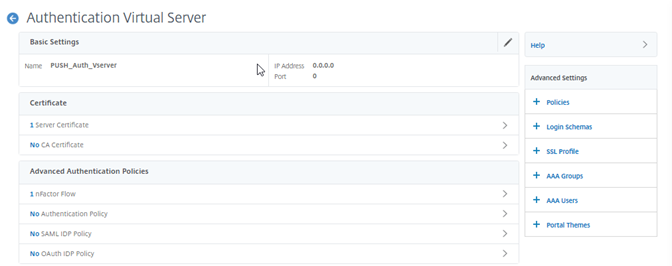 Authentication Virtual Server
Basic Settings
Name PUSH_Auth_Vserver
IP Address 0.0.0.0
Port 0
Certificate
1 Server Certificate
No CA Certificate
Advanced Authentication Policies
1 nFactor Flow
No Authentication Policy
No SAML IDP Policy
No OAuth IDP Policy
Help
Advanced Settings
+ Policies
+ Login Schemas
+ SSL Profile
+ AAA Groups
+ AAA Users
+ Portal Themes